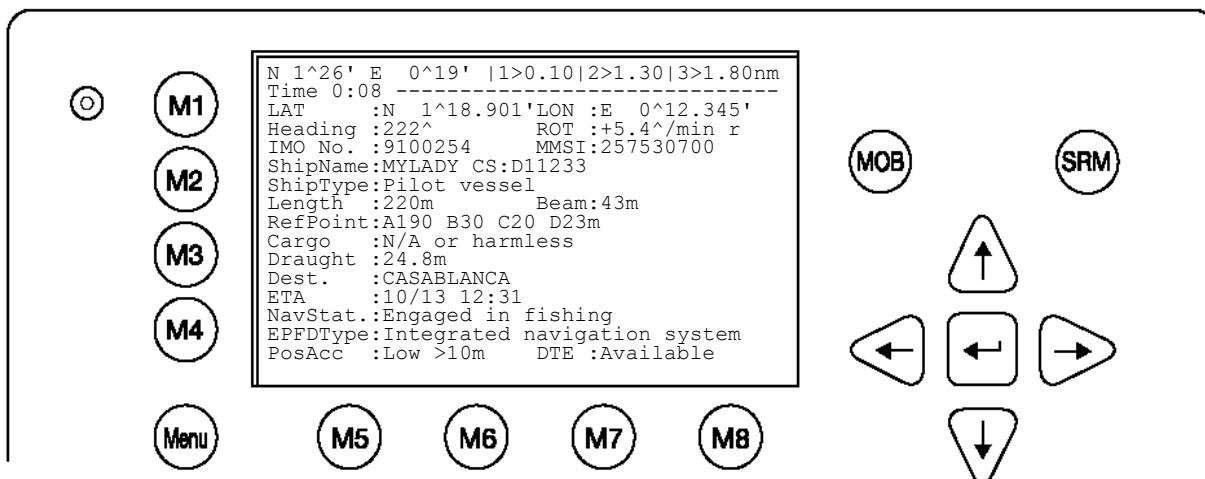 N 1^26' E  0^19' |1>0.10|2>1.30|3>1.80nm
Time 0:08 ------------------------------
LAT     :N  1^18.901'LON :E  0^12.345'
Heading :222^        ROT :+5.4^/min r
IMO No. :9100254     MMSI:257530700
ShipName:MYLADY CS:D11233
ShipType:Pilot vessel
Length  :220m        Beam:43m
RefPoint:A190 B30 C20 D23m
Cargo   :N/A or harmless
Draught :24.8m
Dest.   :CASABLANCA
ETA     :10/13 12:31
NavStat.:Engaged in fishing
EPFDType:Integrated navigation system
PosAcc  :Low >10m    DTE :Available
M1
M2
M3
M4
MOB
SRM
Menu
M5
M6
M7
M8